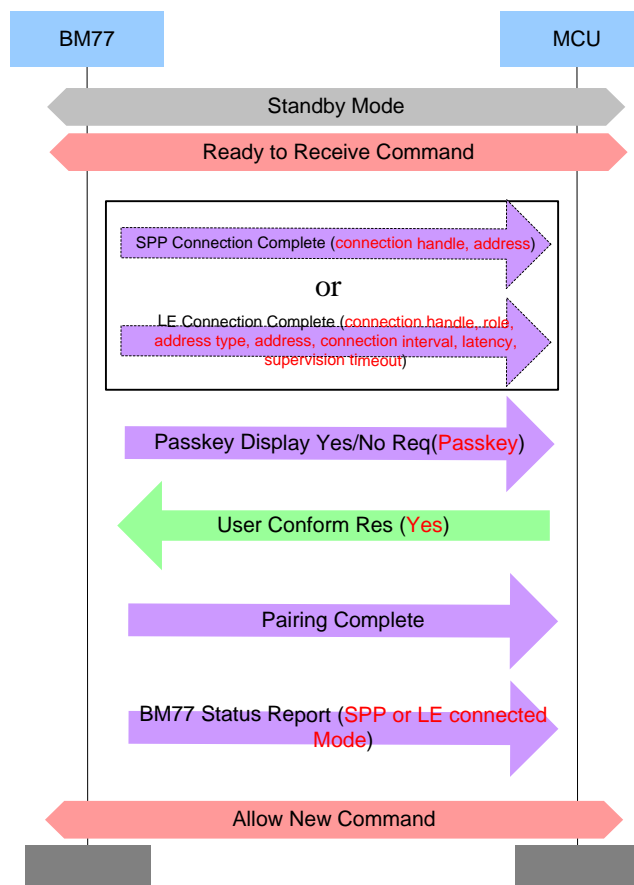 BM77
MCU
Standby Mode
Ready to Receive Command
SPP Connection Complete (connection handle, address)
or
LE Connection Complete (connection handle, role,
address type, address, connection interval, latency,
supervision timeout)
Passkey Display Yes/No Req(Passkey)
User Conform Res (Yes)
Pairing Complete
BM77 Status Report (SPP or LE connected
Mode)
Allow New Command